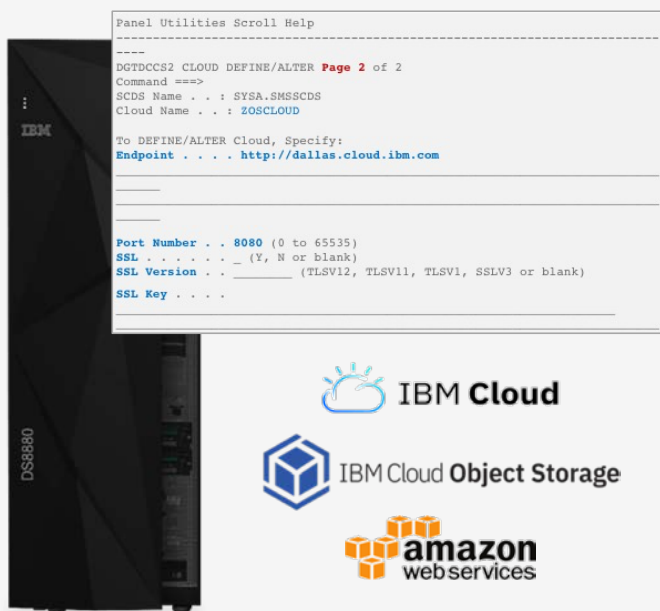 Panel Utilities Scroll Help
--------------------------------------------------------------------
----
DGTDCCS2 CLOUD DEFINE/ALTER Page 2 of 2
Command ===>
SCDS Name . . : SYSA.SMSSCDS
Cloud Name . . : ZOSCLOUD
To DEFINE/ALTER Cloud, Specify:
Endpoint . . . . http://dallas.cloud.ibm.com
Port Number . . 8080 (0 to 65535)
SSL . . . . . . _ (Y, N or blank)
SSL Version . . ________ (TLSV12, TLSV11, TLSV1, SSLV3 or blank)
SSL Key . . . .
IBM
DS8880
IBM Cloud
IBM Cloud Object Storage
amazon
web services